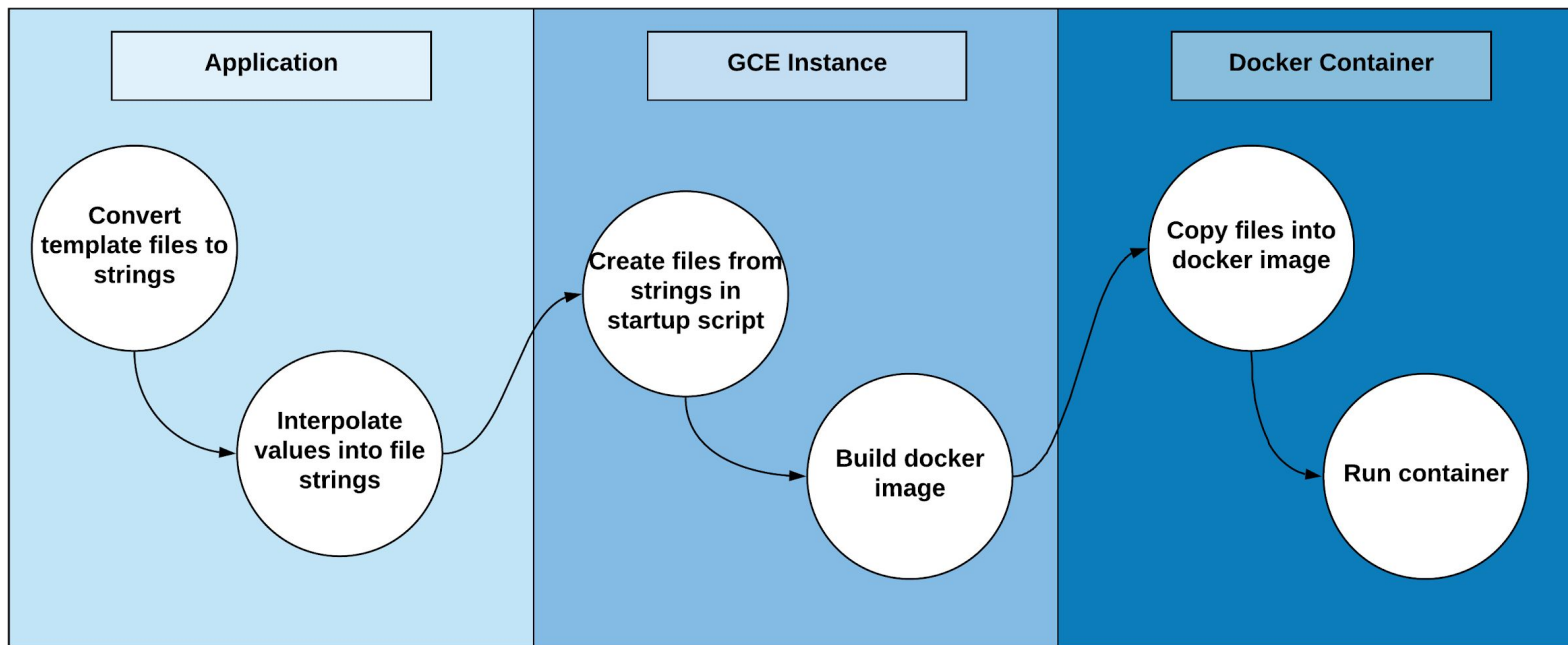 Application
GCE Instance
Docker Container
Convert
template files to
strings
Interpolate
values into file
strings
Create files from
strings in
startup script
Build docker
image
Copy files into
docker image
Run container